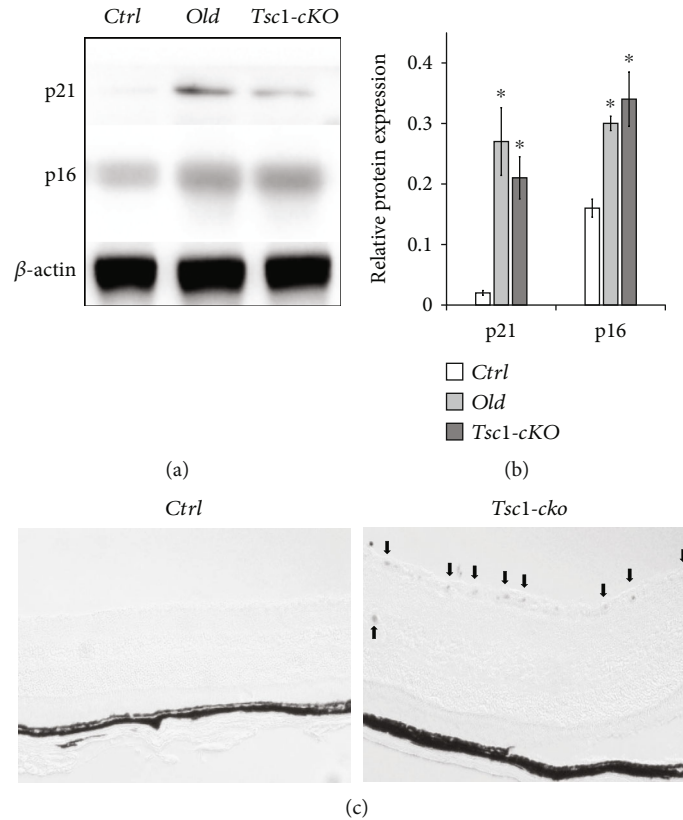 Ctrl Old Tsc1-cKO
p21
p16
β-actin
(a)
Relative protein expression
0.4
0.3
0.2
0.1
0
* *
* *
p21 p16
Ctrl
Old
Tsc1-cKO
(b)
Ctrl Tsc1-cko
(c)